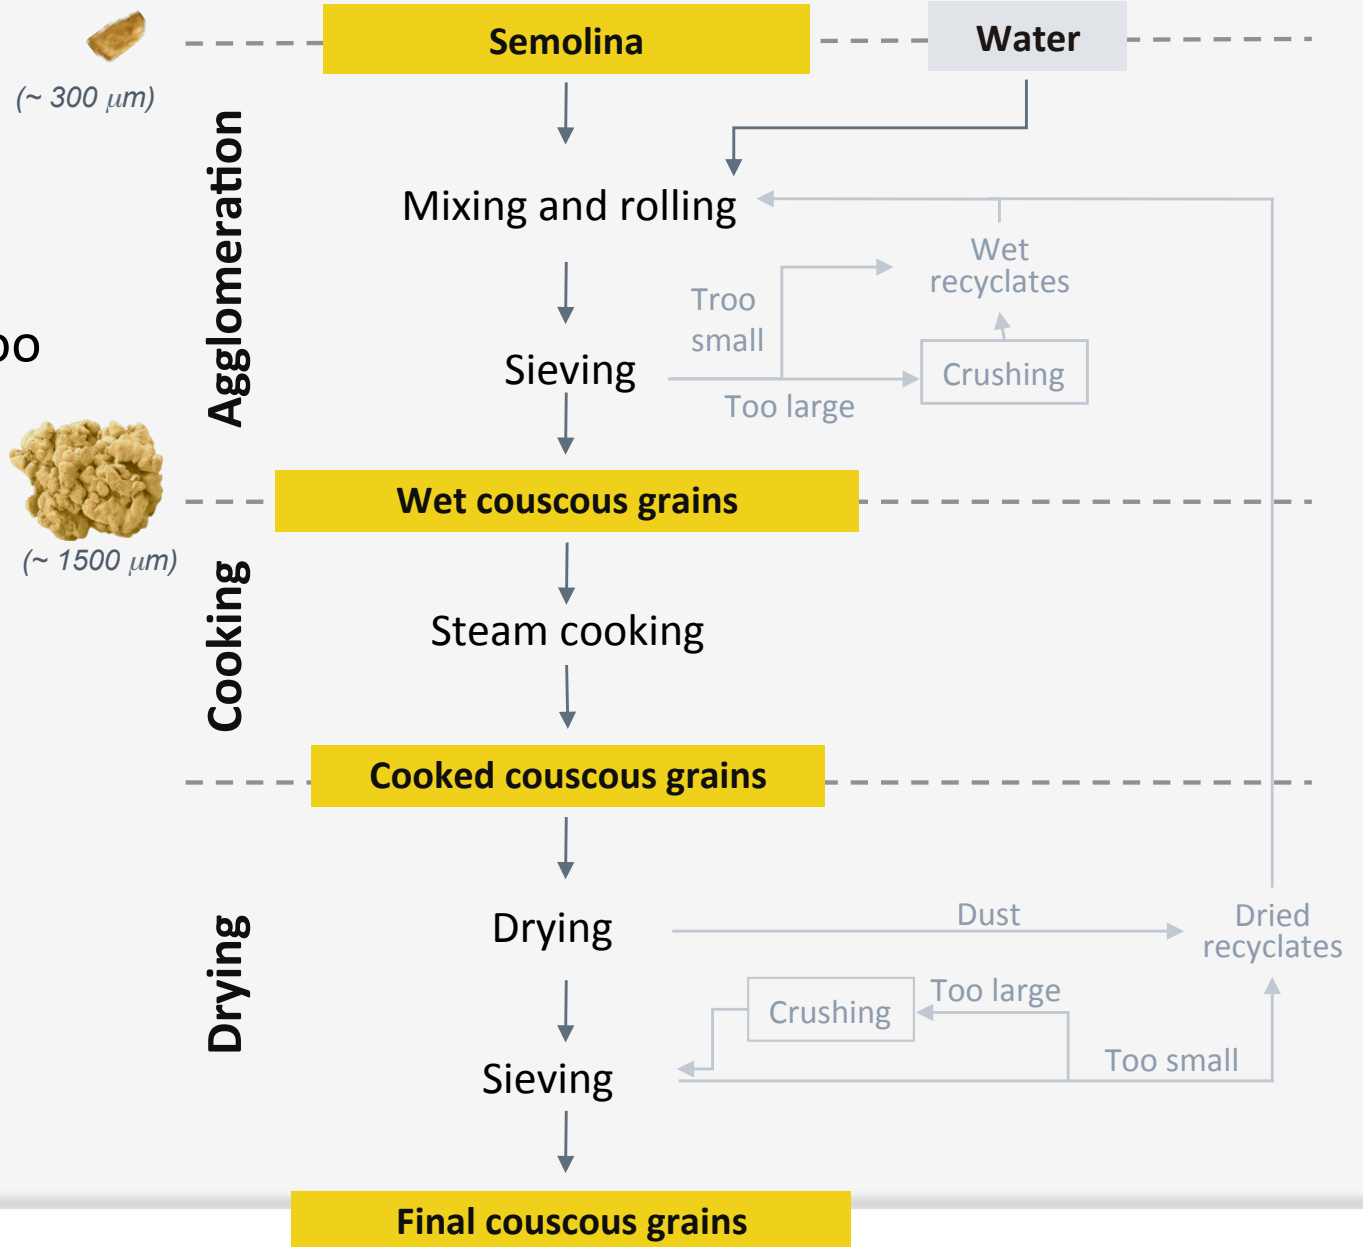 Semolina
Water
(~ 300 μm)
Agglomeration
Mixing and rolling
Wet
recyclates
Troo
small
oo
Sieving
Crushing
Too large
Wet couscous grains
(~ 1500 μm)
Cooking
Steam cooking
Cooked couscous grains
Drying
Drying
Dust
Dried
recyclates
Too large
Crushing
Too small
Sieving
Final couscous grains